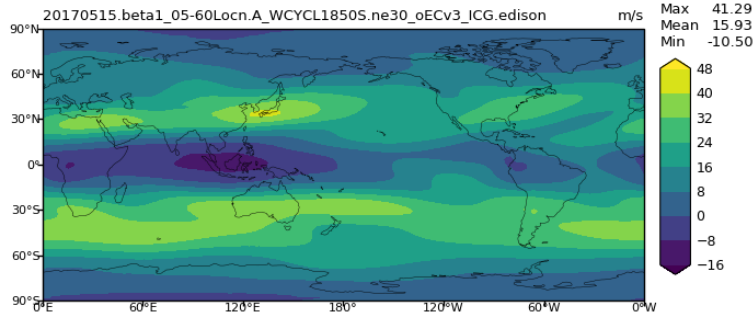 20170515.beta1_05-60Locn.A_WCYCL1850S.ne30_oECv3_ICG.edison m/s
Max 41.29
Mean 15.93
Min -10.50
90°N
60°N
30°N
0°
30°S
60°S
90°S
0°E 60°E 120°E 180° 120°W 60°W 0°W
48
40
32
24
16
8
0
−8
−16